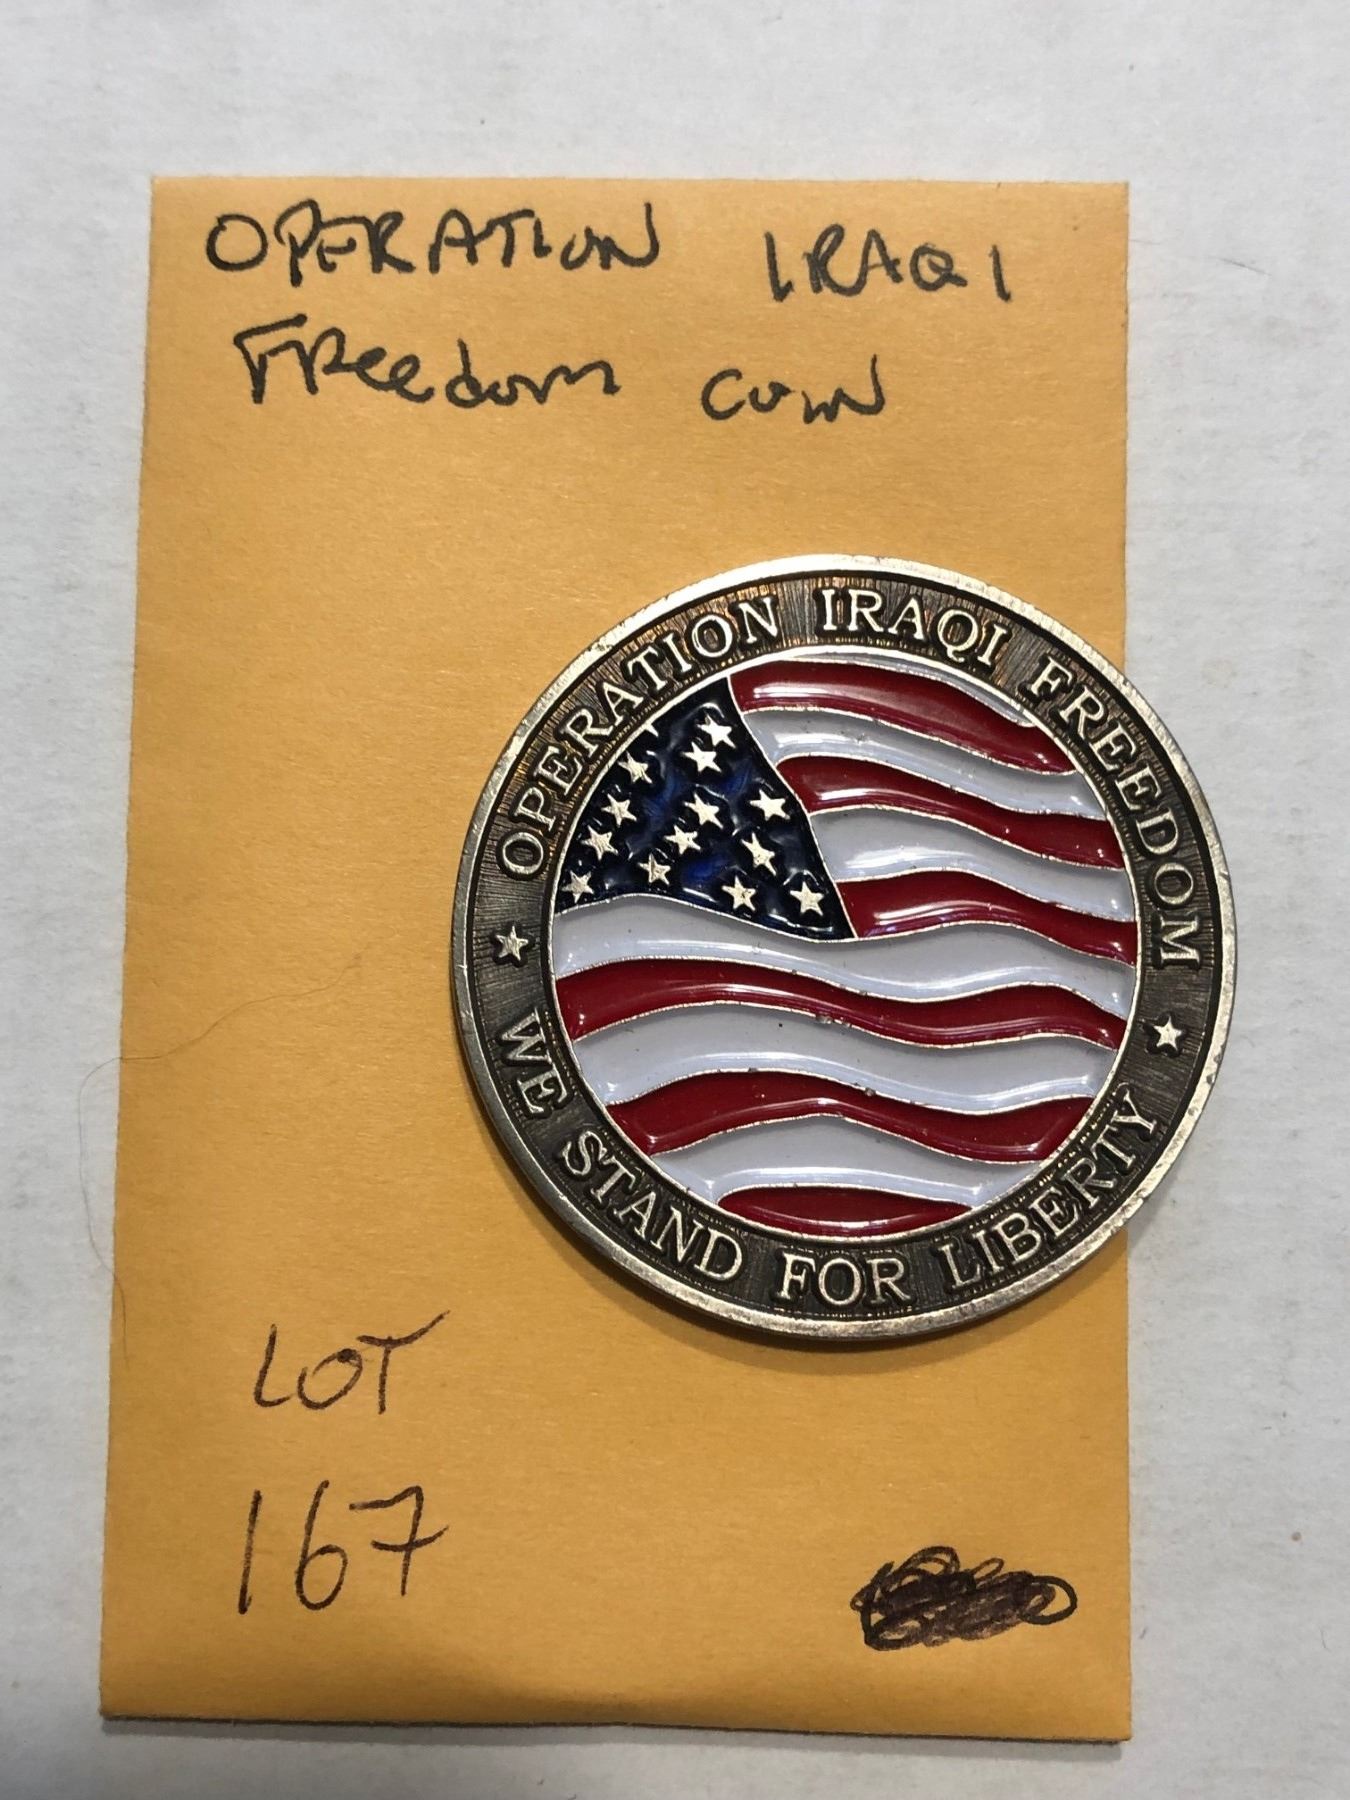 OPERATION IRAQI
FReedom coin
OPERATION IRAQI FREEDOM
WE STAND FOR LIBERTY
LOT
167